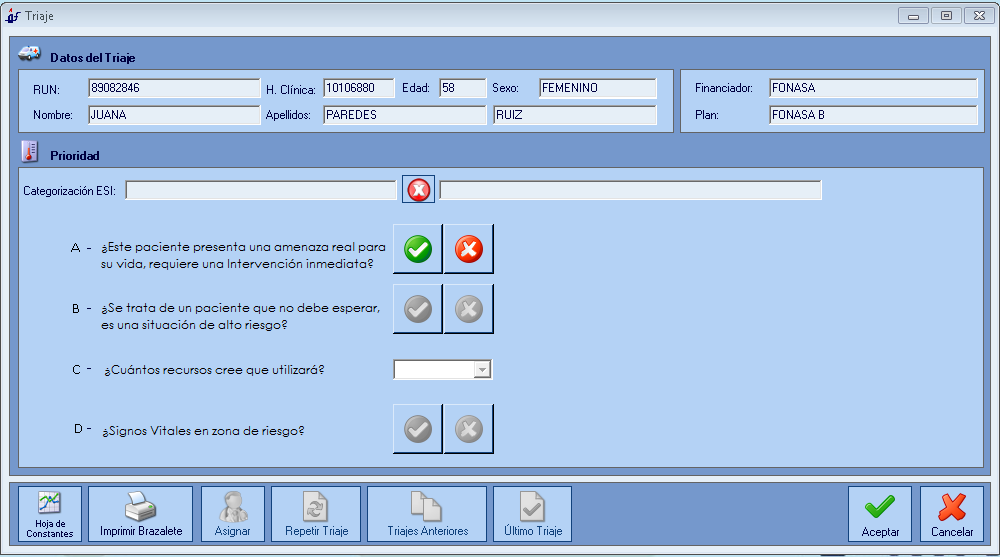 Triaje
Datos del Triaje
RUN: 89082846 H. Clínica: 10106880 Edad: 58 Sexo: FEMENINO Financiador: FONASA
Nombre: JUANA Apellidos: PAREDES RUIZ Plan: FONASA B
Prioridad
Categorización ESI:
A - ¿Este paciente presenta una amenaza real para
su vida, requiere una Intervención inmediata?
B - ¿Se trata de un paciente que no debe esperar,
es una situación de alto riesgo?
C - ¿Cuántos recursos cree que utilizará?
D - ¿Signos Vitales en zona de riesgo?
Hoja de
Constantes
Imprimir Brazalete
Asignar
Repetir Triaje
Triajes Anteriores
Último Triaje
Aceptar
Cancelar